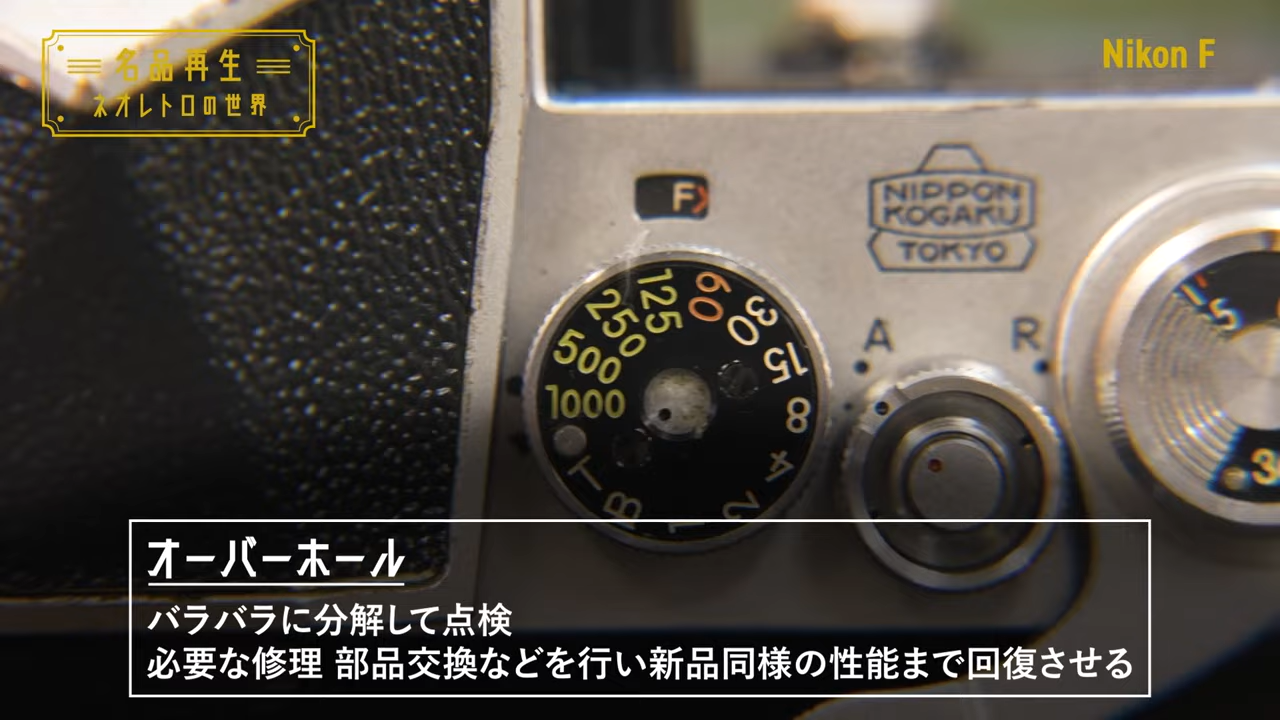 名品再生
ネオレトロの世界
Nikon F
FX
NIPPON
KOGAKU
TOKYO
A R
60
30
15
8
4
2
1
B
T
1000
500
250
125
5
30
オーバーホール
バラバラに分解して点検
必要な修理 部品交換などを行い新品同様の性能まで回復させる